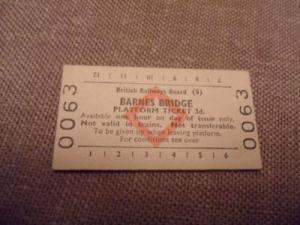 British Railways Board (S)
BARNES BRIDGE
PLATFORM TICKET 3d.
Available one hour on day of issue only.
Not valid in trains. Not transferable.
To be given up when leaving platform.
For conditions see over
1 2 3 4 5 6
0063
0063